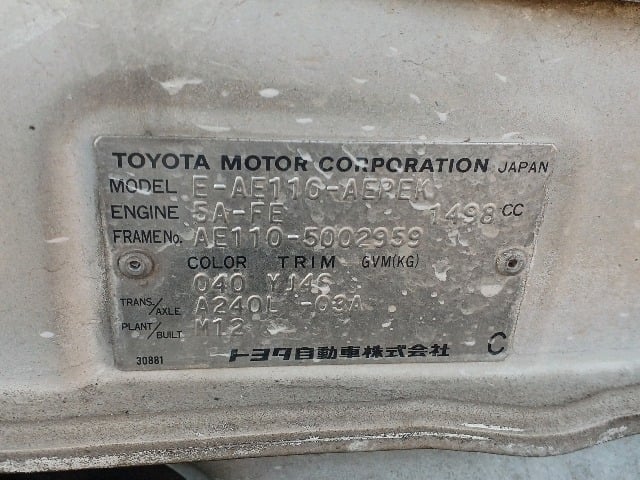 TOYOTA MOTOR CORPORATION JAPAN
MODEL E-AE110-AEPEK
ENGINE 5A-FE 1498 CC
FRAME No. AE110-5002959
COLOR TRIM GVM(KG)
040 YJ4S
TRANS./AXLE A240L -03A
PLANT/BUILT M12
30881 トヨタ自動車株式会社 C